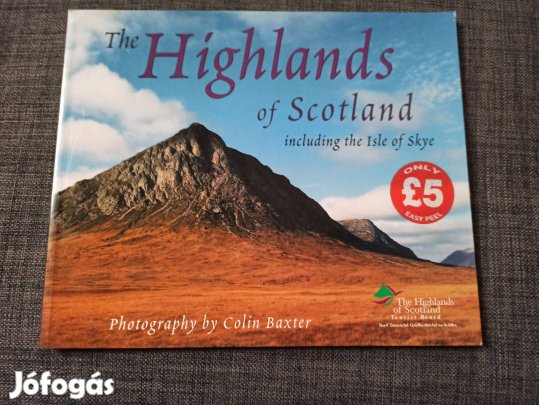 The
Highlands
of Scotland
including the Isle of Skye
ONLY
£5
EASY PEEL
The Highlands
of Scotland
Tourist Board
Photography by Colin Baxter
Jófogás